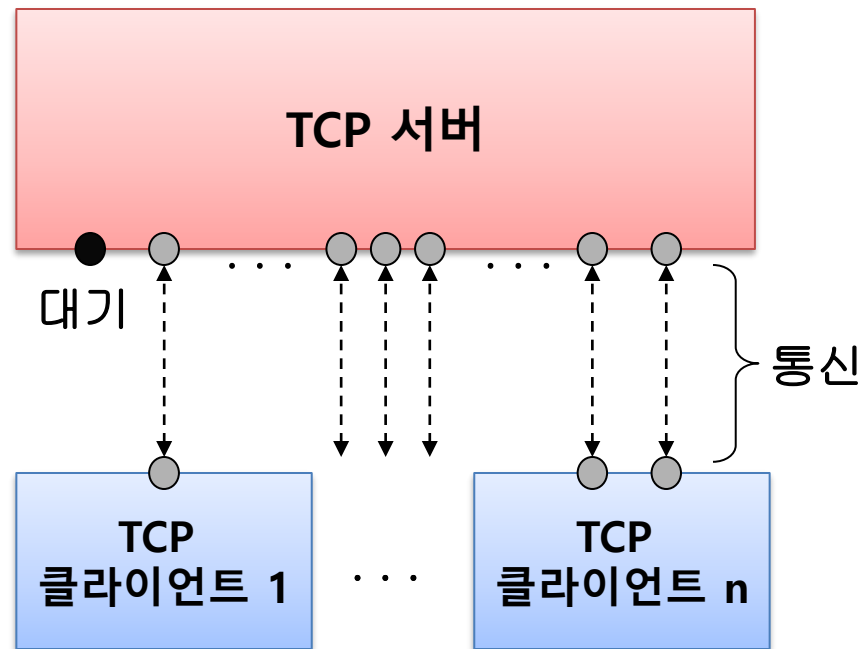 TCP 서버
. . .
. . .
대기
통신
TCP
클라이언트 1
. . .
TCP
클라이언트 n